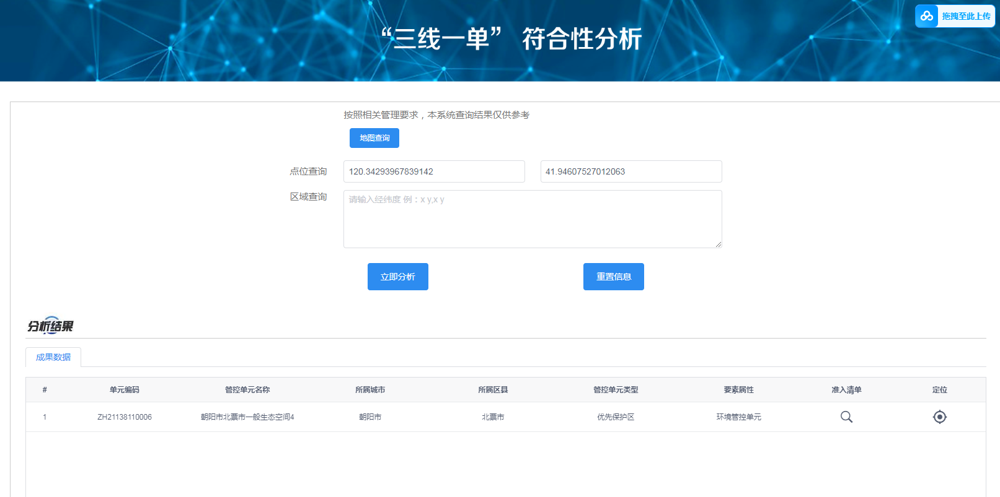 “三线一单” 符合性分析
拖拽至此上传
按照相关管理要求，本系统查询结果仅供参考
地图查询
点位查询 120.34293967839142 41.94607527012063
区域查询 请输入经纬度 例：x y,x y
立即分析 重置信息
分析结果
成果数据
# 单元编码 管控单元名称 所属城市 所属区县 管控单元类型 要素属性 准入清单 定位
1 ZH21138110006 朝阳市北票市一般生态空间4 朝阳市 北票市 优先保护区 环境管控单元